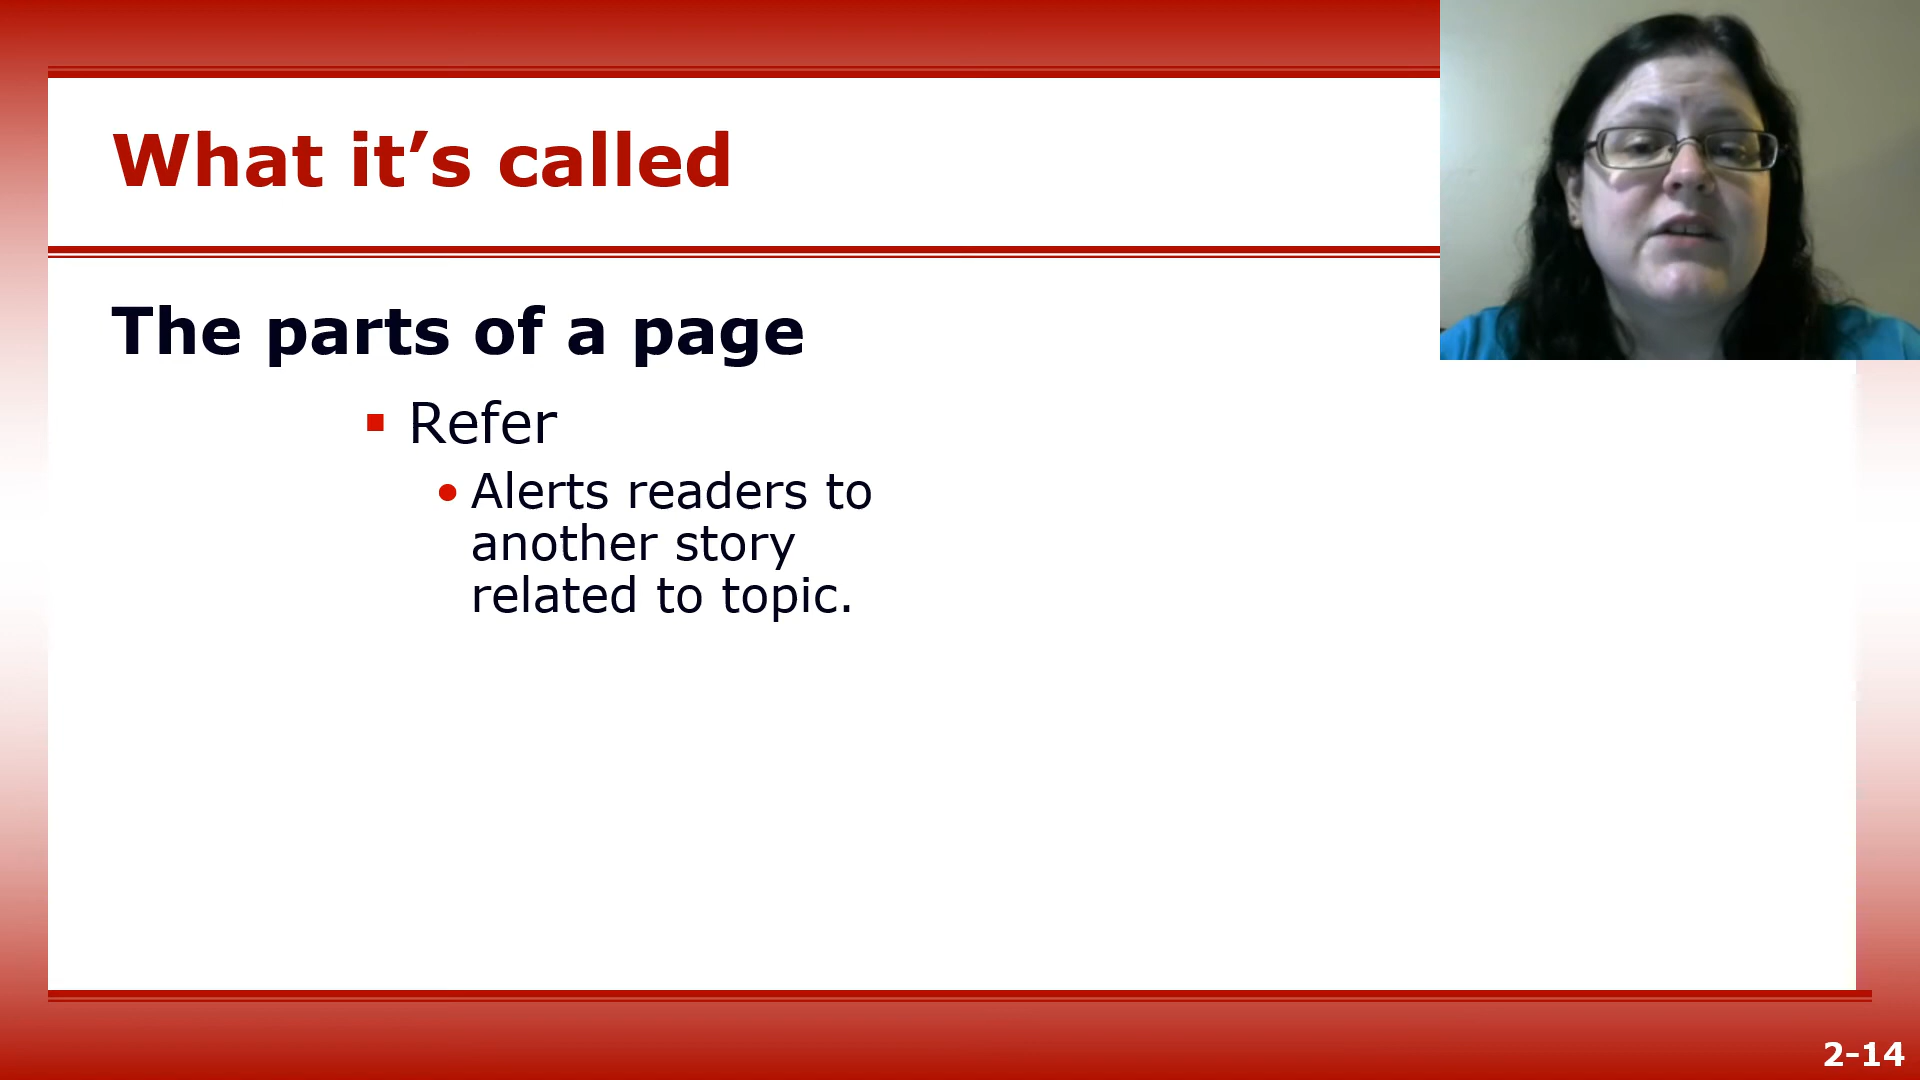 What it’s called
The parts of a page
Refer
Alerts readers to
another story
related to topic.
2-14